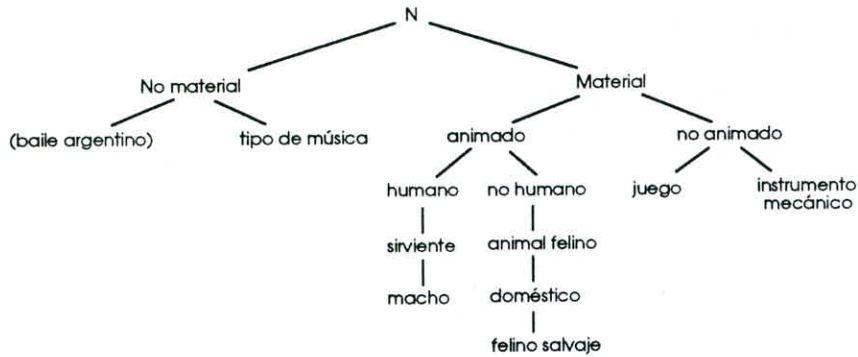 N
No material
Material
(baile argentino)
tipo de música
animado
no animado
humano
no humano
juego
instrumento
mecánico
sirviente
animal felino
macho
doméstico
felino salvaje